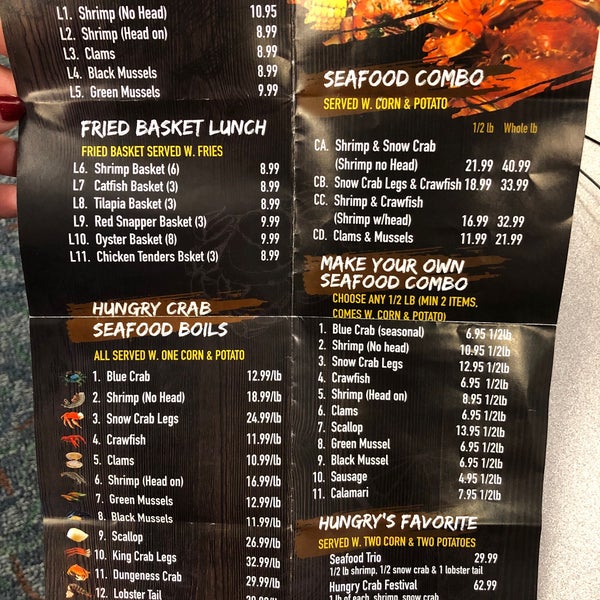 L1. Shrimp (No Head) 10.95
L2. Shrimp (Head on) 8.99
L3. Clams 8.99
L4. Black Mussels 8.99
L5. Green Mussels 9.99
FRIED BASKET LUNCH
FRIED BASKET SERVED W. FRIES
L6. Shrimp Basket (6) 8.99
L7 Catfish Basket (3) 8.99
L8. Tilapia Basket (3) 8.99
L9. Red Snapper Basket (3) 9.99
L10. Oyster Basket (8) 9.99
L11. Chicken Tenders Bsket (3) 8.99
HUNGRY CRAB
SEAFOOD BOILS
ALL SERVED W. ONE CORN & POTATO
1. Blue Crab 12.99/lb
2. Shrimp (No Head) 18.99/lb
3. Snow Crab Legs 24.99/lb
4. Crawfish 11.99/lb
5. Clams 10.99/lb
6. Shrimp (Head on) 16.99/lb
7. Green Mussels 12.99/lb
8. Black Mussels 11.99/lb
9. Scallop 26.99/lb
10. King Crab Legs 32.99/lb
11. Dungeness Crab 29.99/lb
12. Lobster Tail
SEAFOOD COMBO
SERVED W. CORN & POTATO
1/2 lb Whole lb
CA. Shrimp & Snow Crab
(Shrimp no Head) 21.99 40.99
CB. Snow Crab Legs & Crawfish 18.99 33.99
CC. Shrimp & Crawfish
(Shrimp w/head) 16.99 32.99
CD. Clams & Mussels 11.99 21.99
MAKE YOUR OWN
SEAFOOD COMBO
CHOOSE ANY 1/2 LB (MIN 2 ITEMS,
COMES W. CORN & POTATO)
1. Blue Crab (seasonal) 6.95 1/2lb
2. Shrimp (No head) 10.95 1/2lb
3. Snow Crab Legs 12.95 1/2lb
4. Crawfish 6.95 1/2lb
5. Shrimp (Head on) 8.95 1/2lb
6. Clams 6.95 1/2lb
7. Scallop 13.95 1/2lb
8. Green Mussel 6.95 1/2lb
9. Black Mussel 6.95 1/2lb
10. Sausage 4.95 1/2lb
11. Calamari 7.95 1/2lb
HUNGRY'S FAVORITE
SERVED W. TWO CORN & TWO POTATOES
Seafood Trio 29.99
1/2 lb shrimp, 1/2 snow crab & 1 lobster tail
Hungry Crab Festival 62.99
1 lb of each, shrimp, snow crab